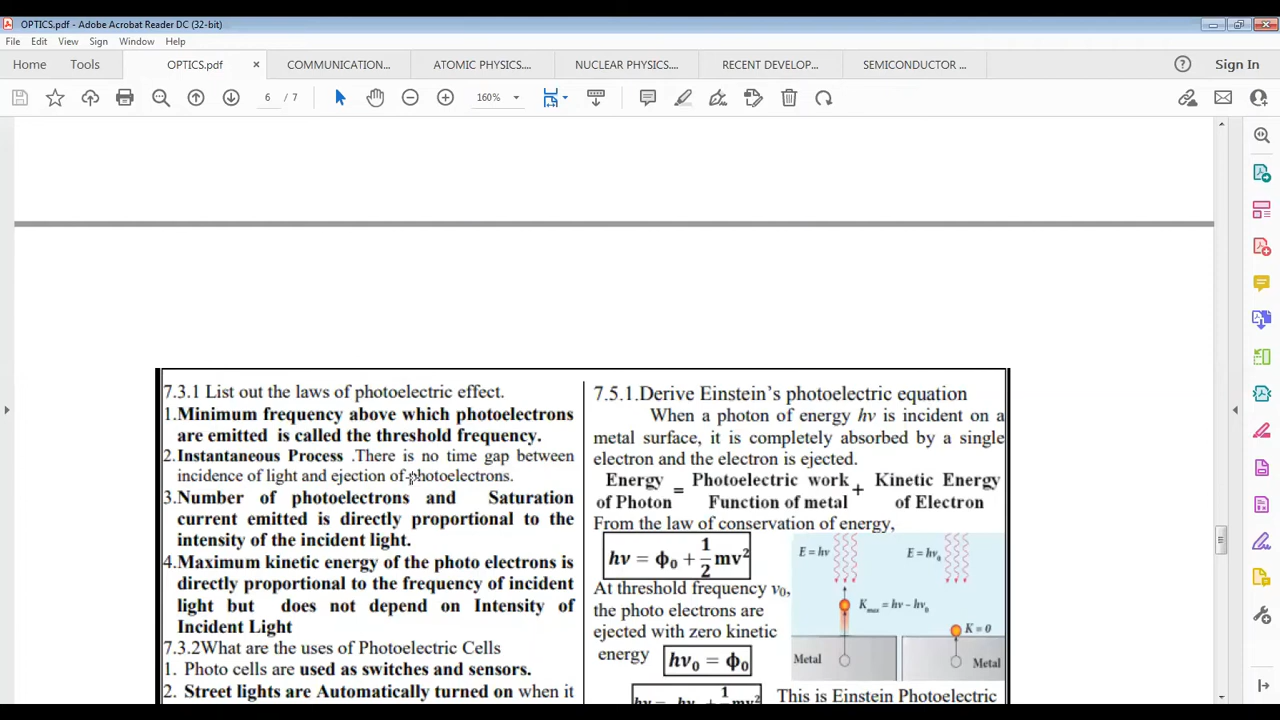 OPTICS.pdf - Adobe Acrobat Reader DC (32-bit)
File Edit View Sign Window Help
Home Tools OPTICS.pdf × COMMUNICATION... ATOMIC PHYSICS.... NUCLEAR PHYSICS.... RECENT DEVELOP... SEMICONDUCTOR ... Sign In
6 / 7 160%
7.3.1 List out the laws of photoelectric effect.
1.Minimum frequency above which photoelectrons
are emitted is called the threshold frequency.
2.Instantaneous Process .There is no time gap between
incidence of light and ejection of photoelectrons.
3.Number of photoelectrons and Saturation
current emitted is directly proportional to the
intensity of the incident light.
4.Maximum kinetic energy of the photo electrons is
directly proportional to the frequency of incident
light but does not depend on Intensity of
Incident Light
7.3.2What are the uses of Photoelectric Cells
1. Photo cells are used as switches and sensors.
2. Street lights are Automatically turned on when it
7.5.1.Derive Einstein's photoelectric equation
When a photon of energy hν is incident on a
metal surface, it is completely absorbed by a single
electron and the electron is ejected.
Energy of Photon = Photoelectric work Function of metal + Kinetic Energy of Electron
From the law of conservation of energy,
hν = ϕ₀ + 1/2 mv²
At threshold frequency ν₀,
the photo electrons are
ejected with zero kinetic
energy hν₀ = ϕ₀
E = hν E = hν₀
Kmax = hν – hν₀
K = 0
Metal Metal
hν = hν₀ + 1/2 mv² This is Einstein Photoelectric